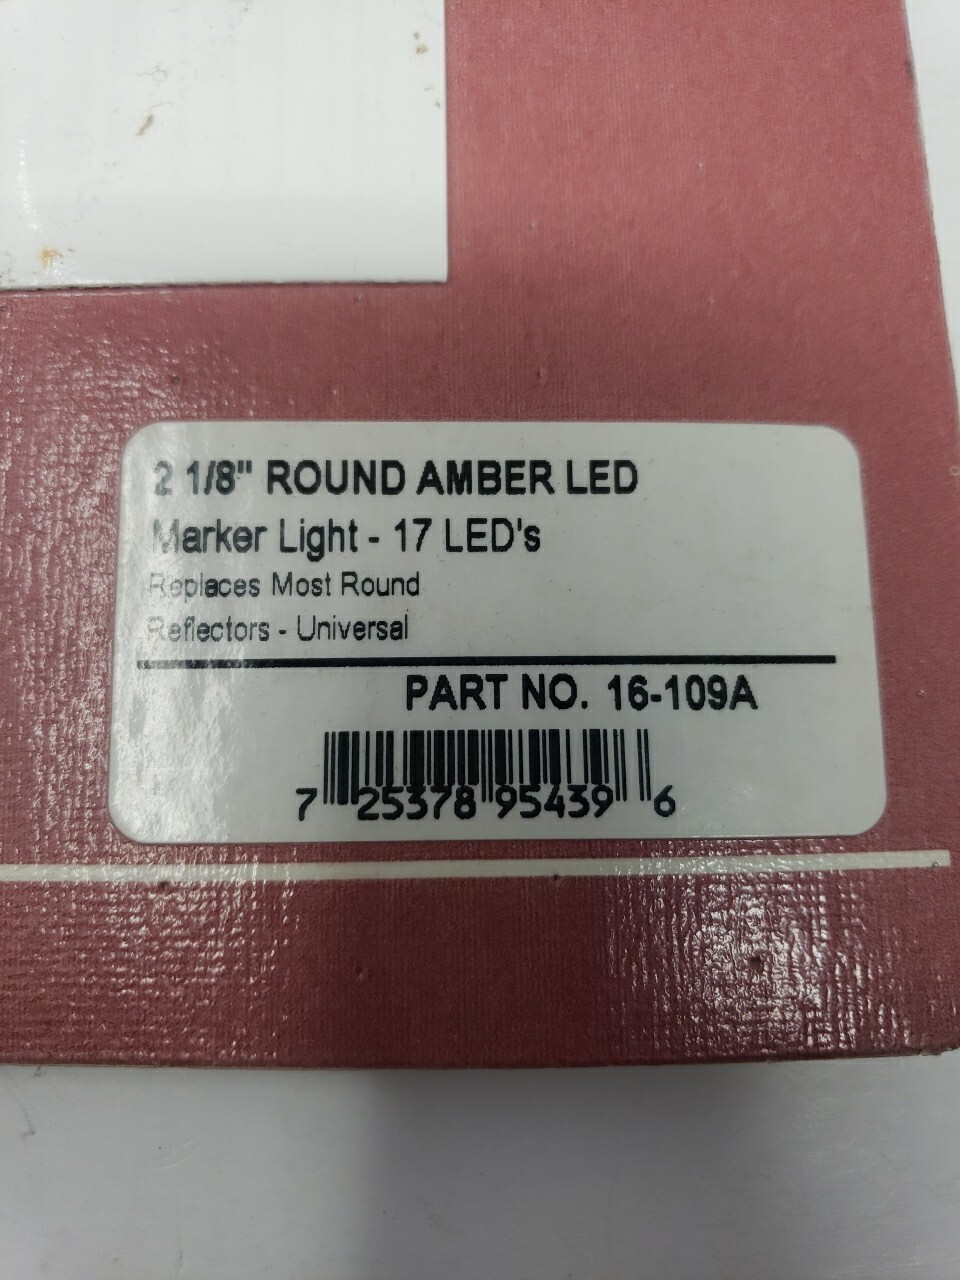 2 1/8" ROUND AMBER LED
Marker Light - 17 LED's
Replaces Most Round
Reflectors - Universal
PART NO. 16-109A
7 25378 95439 6